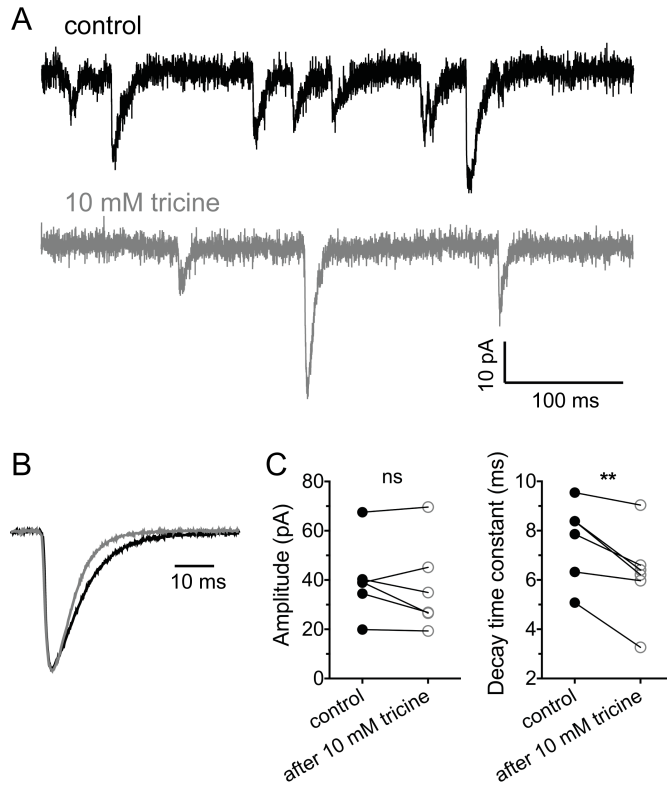 A
control
10 mM tricine
10 pA
100 ms
B
10 ms
C
Amplitude (pA)
80
60
40
20
0
ns
control
after 10 mM tricine
Decay time constant (ms)
10
8
6
4
2
**
control
after 10 mM tricine